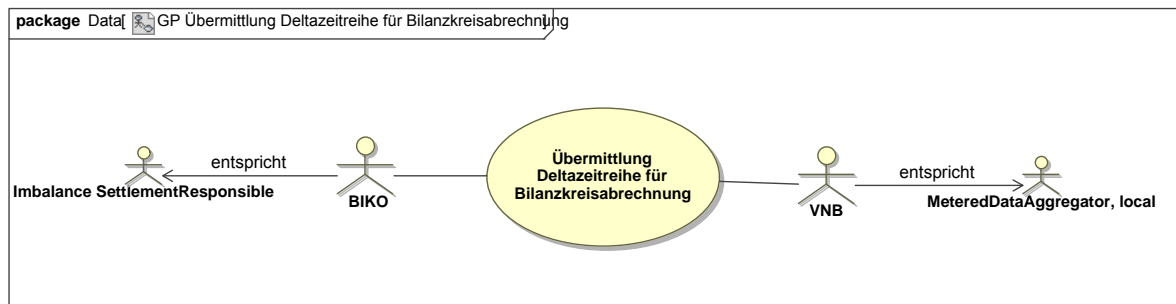 package Data[ GP Übermittlung Deltazeitreihe für Bilanzkreisabrechnung]
Übermittlung
Deltazeitreihe für
Bilanzkreisabrechnung
entspricht
entspricht
Imbalance SettlementResponsible
BIKO
VNB
MeteredDataAggregator, local